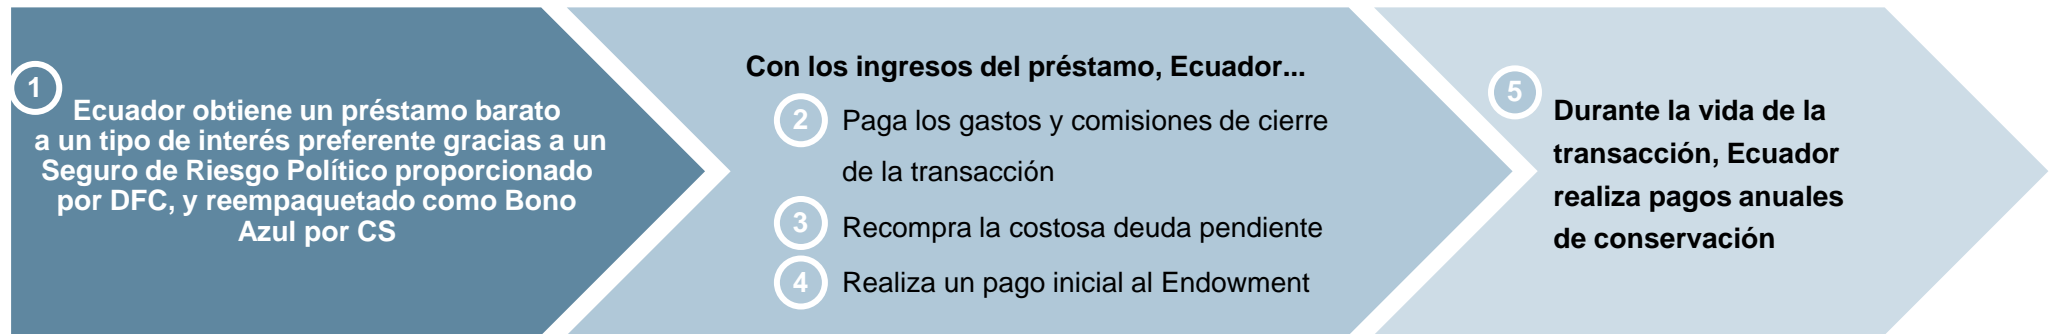 1
Ecuador obtiene un préstamo barato
a un tipo de interés preferente gracias a un
Seguro de Riesgo Político proporcionado
por DFC, y reempaquetado como Bono
Azul por CS
Con los ingresos del préstamo, Ecuador...
2 Paga los gastos y comisiones de cierre
de la transacción
3 Recompra la costosa deuda pendiente
4 Realiza un pago inicial al Endowment
5
Durante la vida de la
transacción, Ecuador
realiza pagos anuales
de conservación